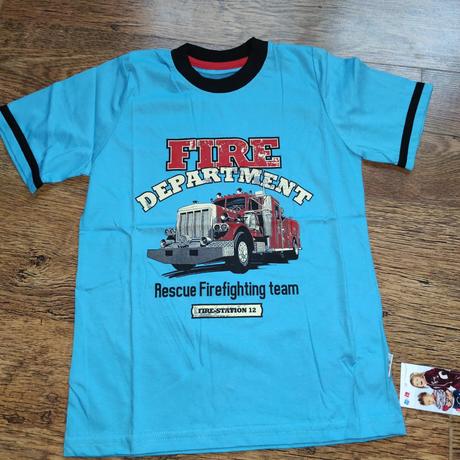 FIRE
DEPARTMENT
Rescue Firefighting team
FIRE-STATION 12